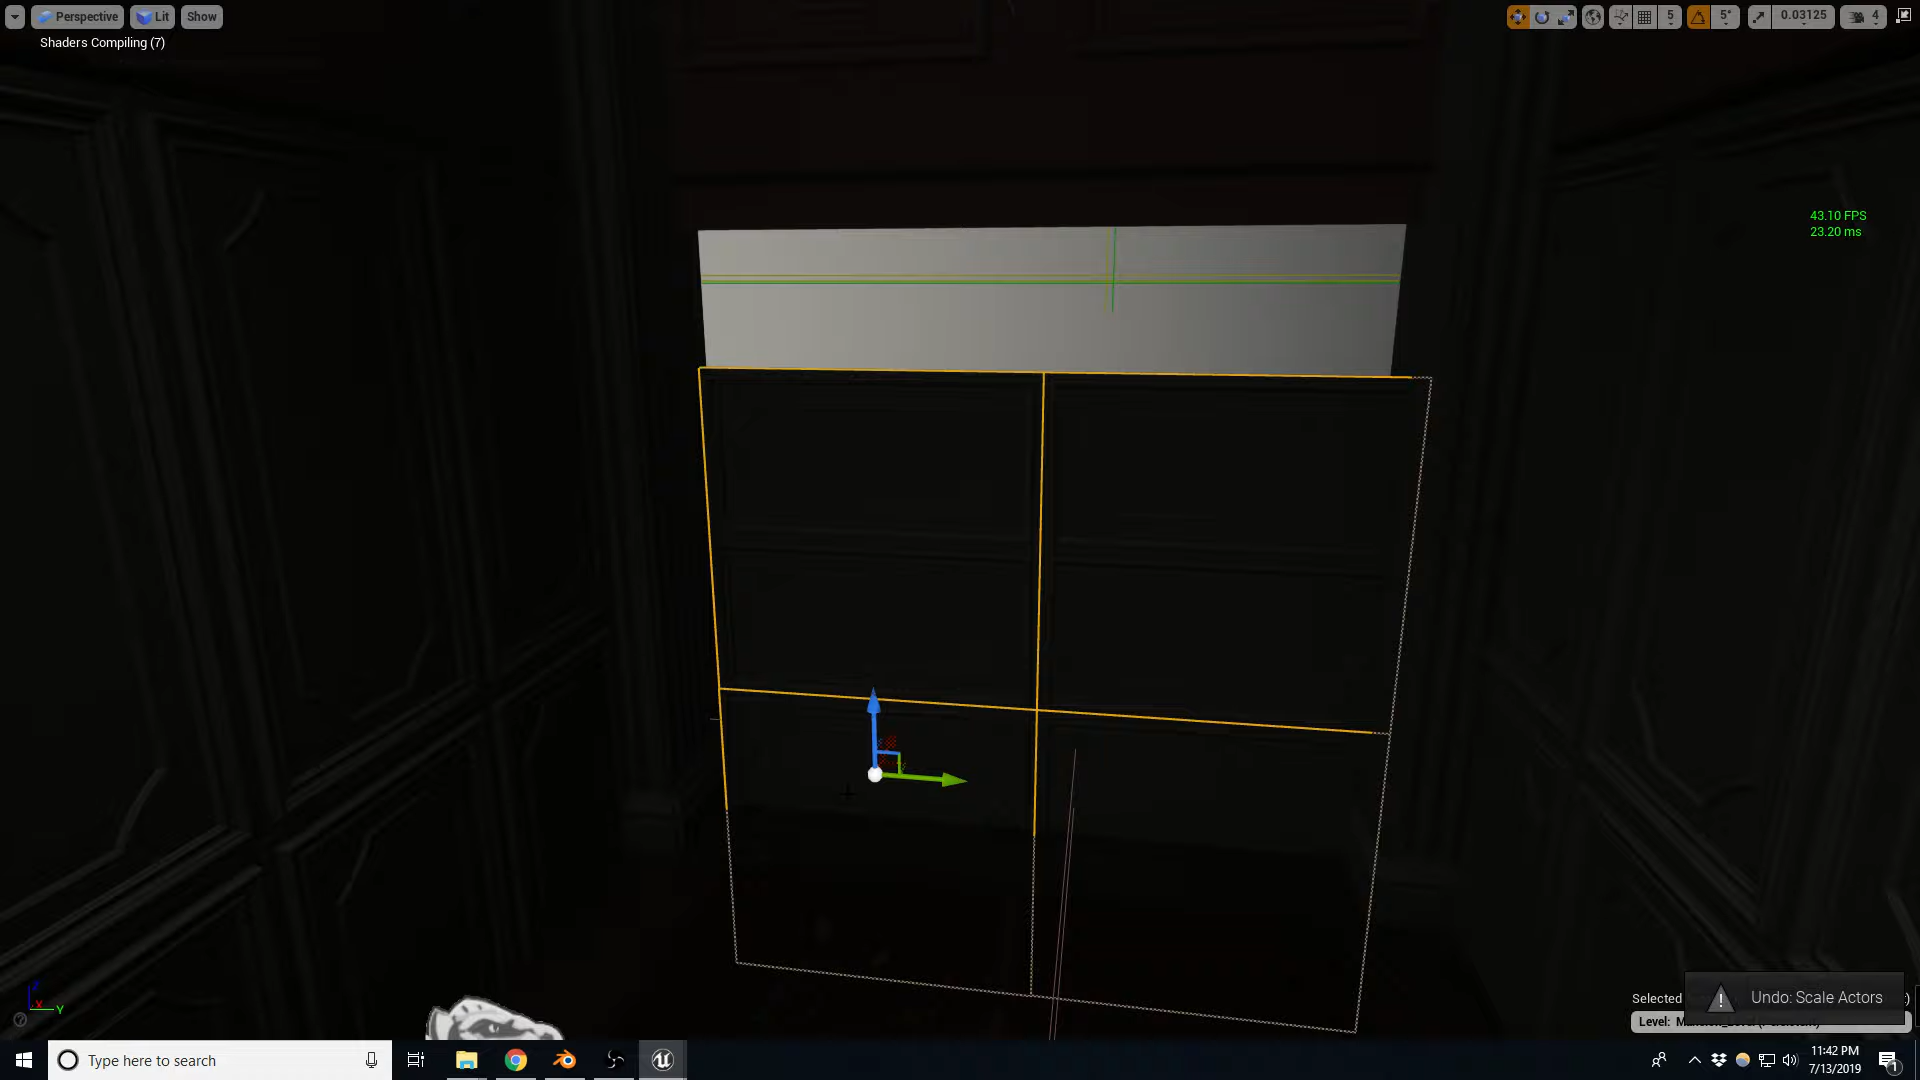 Perspective Lit Show 5 5° 0.03125 4
Shaders Compiling (7)
43.10 FPS
23.20 ms
Z
X Y
Selected
Undo: Scale Actors
Level:
Type here to search
11:42 PM
7/13/2019
1